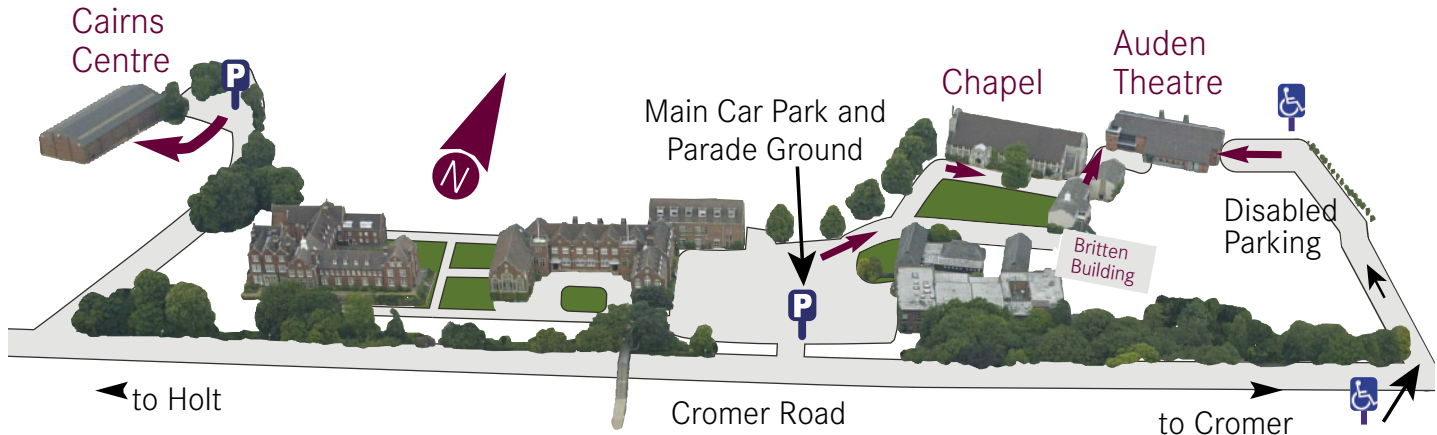 Cairns
Centre
P
N
Main Car Park and
Parade Ground
Chapel
Auden
Theatre
Disabled
Parking
Britten
Building
P
to Holt
Cromer Road
to Cromer